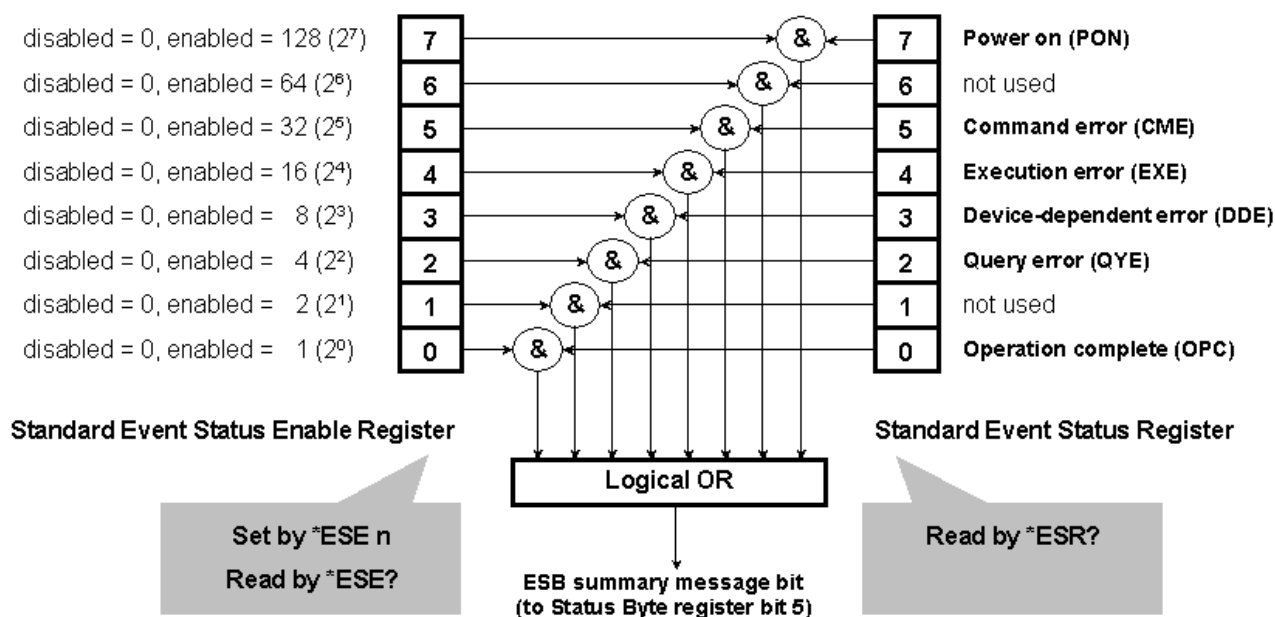 disabled = 0, enabled = 128 (2⁷) 7 & 7 Power on (PON)
disabled = 0, enabled = 64 (2⁶) 6 & 6 not used
disabled = 0, enabled = 32 (2⁵) 5 & 5 Command error (CME)
disabled = 0, enabled = 16 (2⁴) 4 & 4 Execution error (EXE)
disabled = 0, enabled = 8 (2³) 3 & 3 Device-dependent error (DDE)
disabled = 0, enabled = 4 (2²) 2 & 2 Query error (QYE)
disabled = 0, enabled = 2 (2¹) 1 & 1 not used
disabled = 0, enabled = 1 (2⁰) 0 & 0 Operation complete (OPC)
Standard Event Status Enable Register
Standard Event Status Register
Logical OR
Set by *ESE n
Read by *ESE?
Read by *ESR?
ESB summary message bit
(to Status Byte register bit 5)